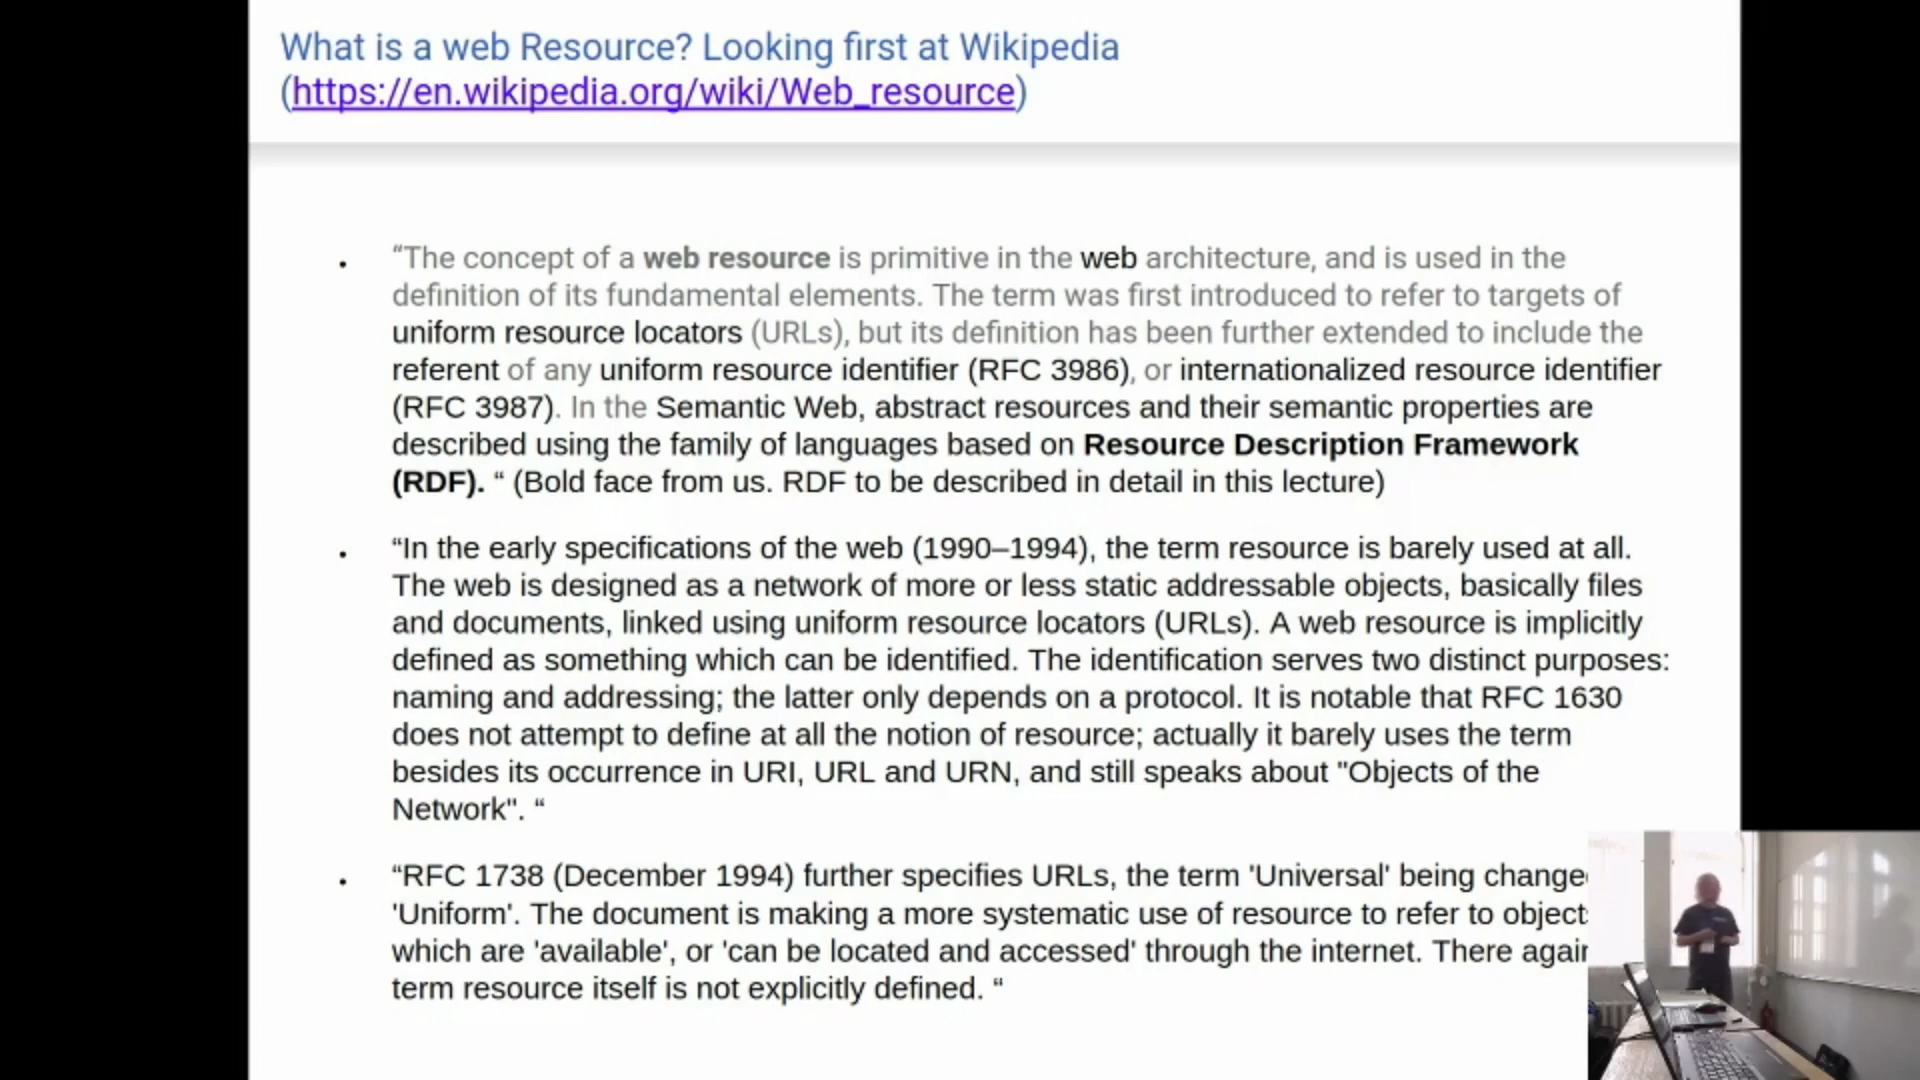 What is a web Resource? Looking first at Wikipedia
(https://en.wikipedia.org/wiki/Web_resource)
“The concept of a web resource is primitive in the web architecture, and is used in the
definition of its fundamental elements. The term was first introduced to refer to targets of
uniform resource locators (URLs), but its definition has been further extended to include the
referent of any uniform resource identifier (RFC 3986), or internationalized resource identifier
(RFC 3987). In the Semantic Web, abstract resources and their semantic properties are
described using the family of languages based on Resource Description Framework
(RDF). “ (Bold face from us. RDF to be described in detail in this lecture)
“In the early specifications of the web (1990–1994), the term resource is barely used at all.
The web is designed as a network of more or less static addressable objects, basically files
and documents, linked using uniform resource locators (URLs). A web resource is implicitly
defined as something which can be identified. The identification serves two distinct purposes:
naming and addressing; the latter only depends on a protocol. It is notable that RFC 1630
does not attempt to define at all the notion of resource; actually it barely uses the term
besides its occurrence in URI, URL and URN, and still speaks about "Objects of the
Network". “
“RFC 1738 (December 1994) further specifies URLs, the term 'Universal' being change
'Uniform'. The document is making a more systematic use of resource to refer to object
which are 'available', or 'can be located and accessed' through the internet. There again
term resource itself is not explicitly defined. “